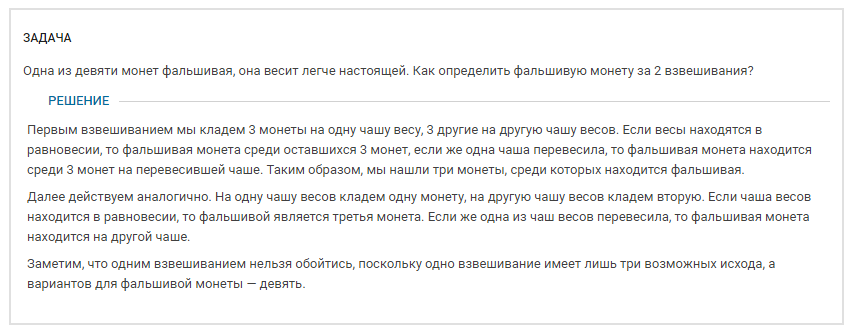 ЗАДАЧА
Одна из девяти монет фальшивая, она весит легче настоящей. Как определить фальшивую монету за 2 взвешивания?
РЕШЕНИЕ
Первым взвешиванием мы кладем 3 монеты на одну чашу весу, 3 другие на другую чашу весов. Если весы находятся в
равновесии, то фальшивая монета среди оставшихся 3 монет, если же одна чаша перевесила, то фальшивая монета находится
среди 3 монет на перевесившей чаше. Таким образом, мы нашли три монеты, среди которых находится фальшивая.
Далее действуем аналогично. На одну чашу весов кладем одну монету, на другую чашу весов кладем вторую. Если чаша весов
находится в равновесии, то фальшивой является третья монета. Если же одна из чаш весов перевесила, то фальшивая монета
находится на другой чаше.
Заметим, что одним взвешиванием нельзя обойтись, поскольку одно взвешивание имеет лишь три возможных исхода, а
вариантов для фальшивой монеты — девять.